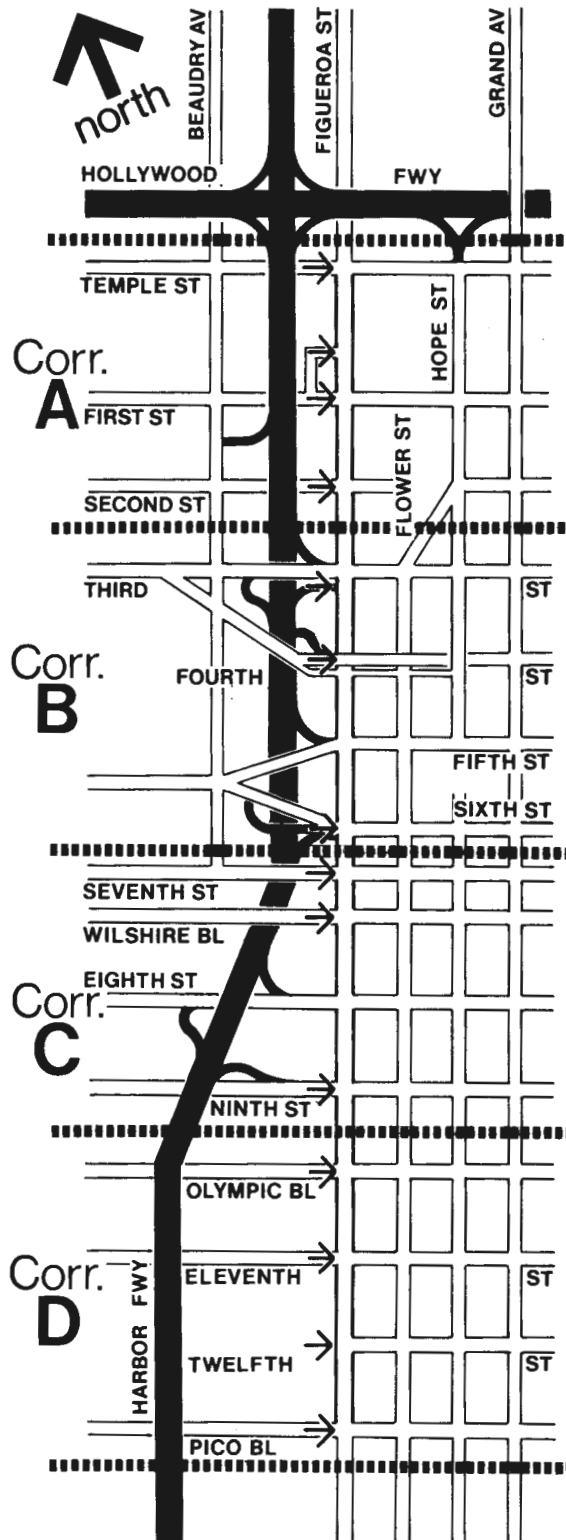 north
BEAUDRY AV
FIGUEROA ST
GRAND AV
HOLLYWOOD FWY
TEMPLE ST
HOPE ST
Corr.
A
FIRST ST
FLOWER ST
SECOND ST
THIRD ST
Corr.
B
FOURTH ST
FIFTH ST
SIXTH ST
SEVENTH ST
WILSHIRE BL
EIGHTH ST
Corr.
C
NINTH ST
OLYMPIC BL
Corr.
D
HARBOR FWY
ELEVENTH ST
TWELFTH ST
PICO BL